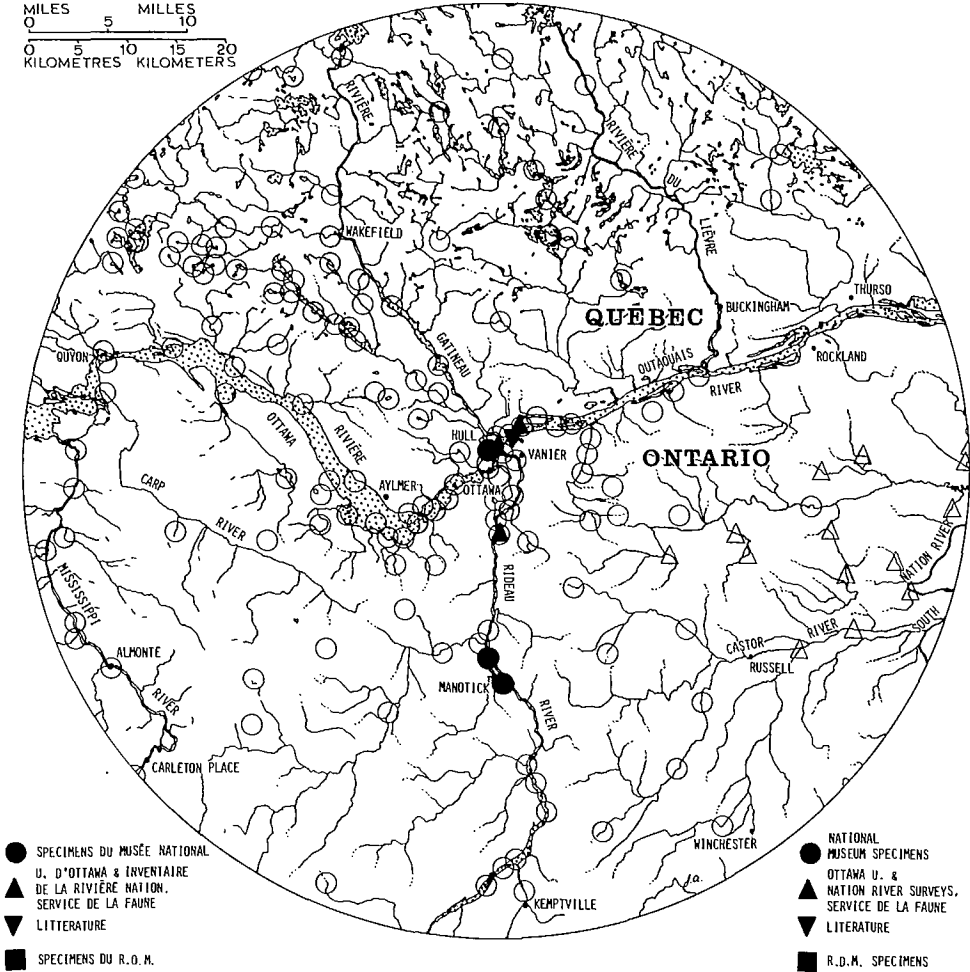 MILES MILLES
0 5 10
0 5 10 15 20
KILOMETRES KILOMETERS
RIVIÈRE
RIVIÈRE
DU
LIÈVRE
WAKEFIELD
THURSO
BUCKINGHAM
QUÉBEC
ROCKLAND
QUYON
GATINEAU
OUTAOUAIS
RIVER
OTTAWA
RIVIÈRE
HULL
VANIER
ONTARIO
CARP
RIVER
AYLMER
OTTAWA
NATION RIVER
SOUTH
MISSISSIPPI
RIVER
RIDEAU
RIVER
CASTOR
RIVER
RUSSELL
ALMONTE
MANOTICK
CARLETON PLACE
WINCHESTER
KEMPTVILLE
J.a.
SPECIMENS DU MUSÉE NATIONAL
U. D'OTTAWA & INVENTAIRE
DE LA RIVIÈRE NATION,
SERVICE DE LA FAUNE
LITTERATURE
SPECIMENS DU R.O.M.
NATIONAL
MUSEUM SPECIMENS
OTTAWA U. &
NATION RIVER SURVEYS,
SERVICE DE LA FAUNE
LITERATURE
R.O.M. SPECIMENS